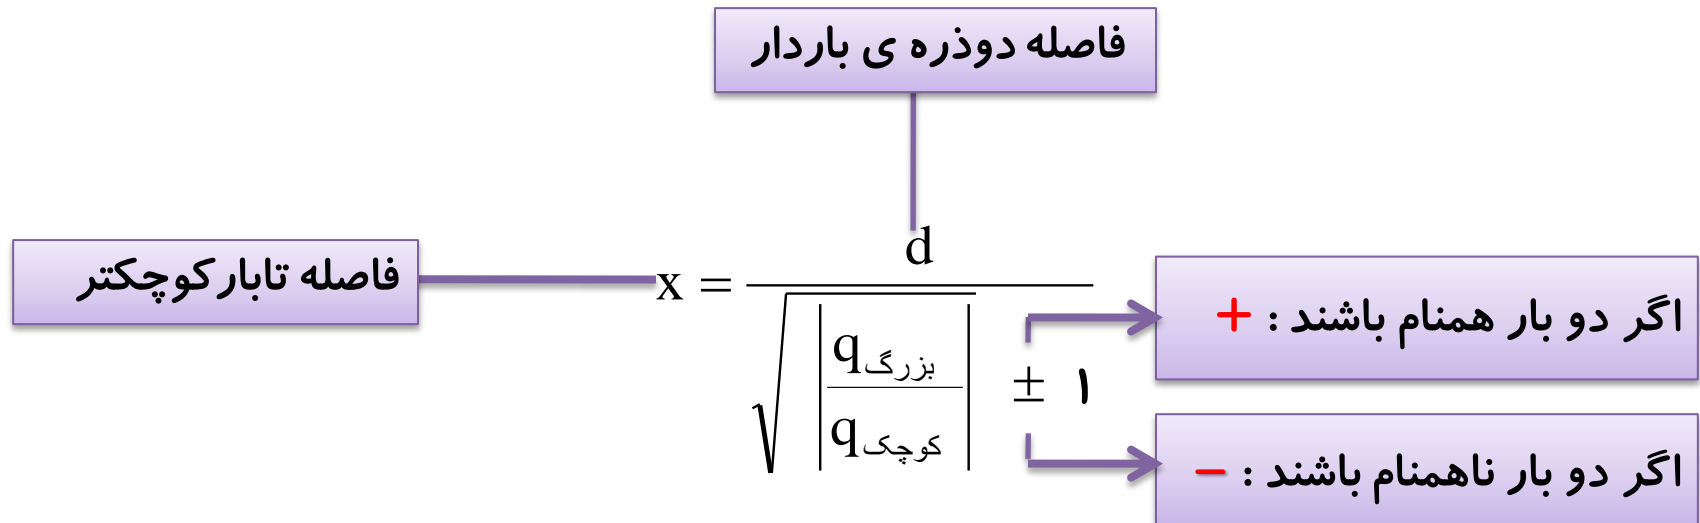 فاصله دوذره ی باردار
فاصله تابارکوچکتر
x = d / √|q بزرگ / q کوچک| ± ۱
اگر دو بار همنام باشند : +
اگر دو بار ناهمنام باشند : −